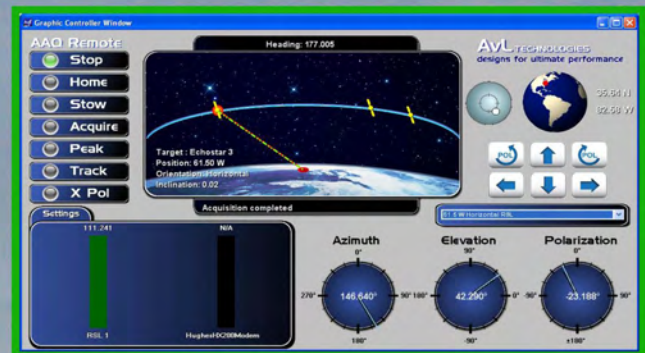 Graphic Controller Window
AAQ Remote
Stop
Home
Stow
Acquire
Peak
Track
X Pol
Heading: 177.005
Target : Echostar 3
Position: 61.50 W
Orientation: Horizontal
Inclination: 0.02
Acquisition completed
AvL TECHNOLOGIES
designs for ultimate performance
35.64 N
82.58 W
POL
POL
61.5 W Horizontal RSL
Settings
111.241
N/A
RSL 1
HughesHX200Modem
Azimuth
0°
270°
146.640°
90°
180°
Elevation
90°
180°
42.290°
0°
-90°
Polarization
0°
-90°
-23.188°
90°
±180°